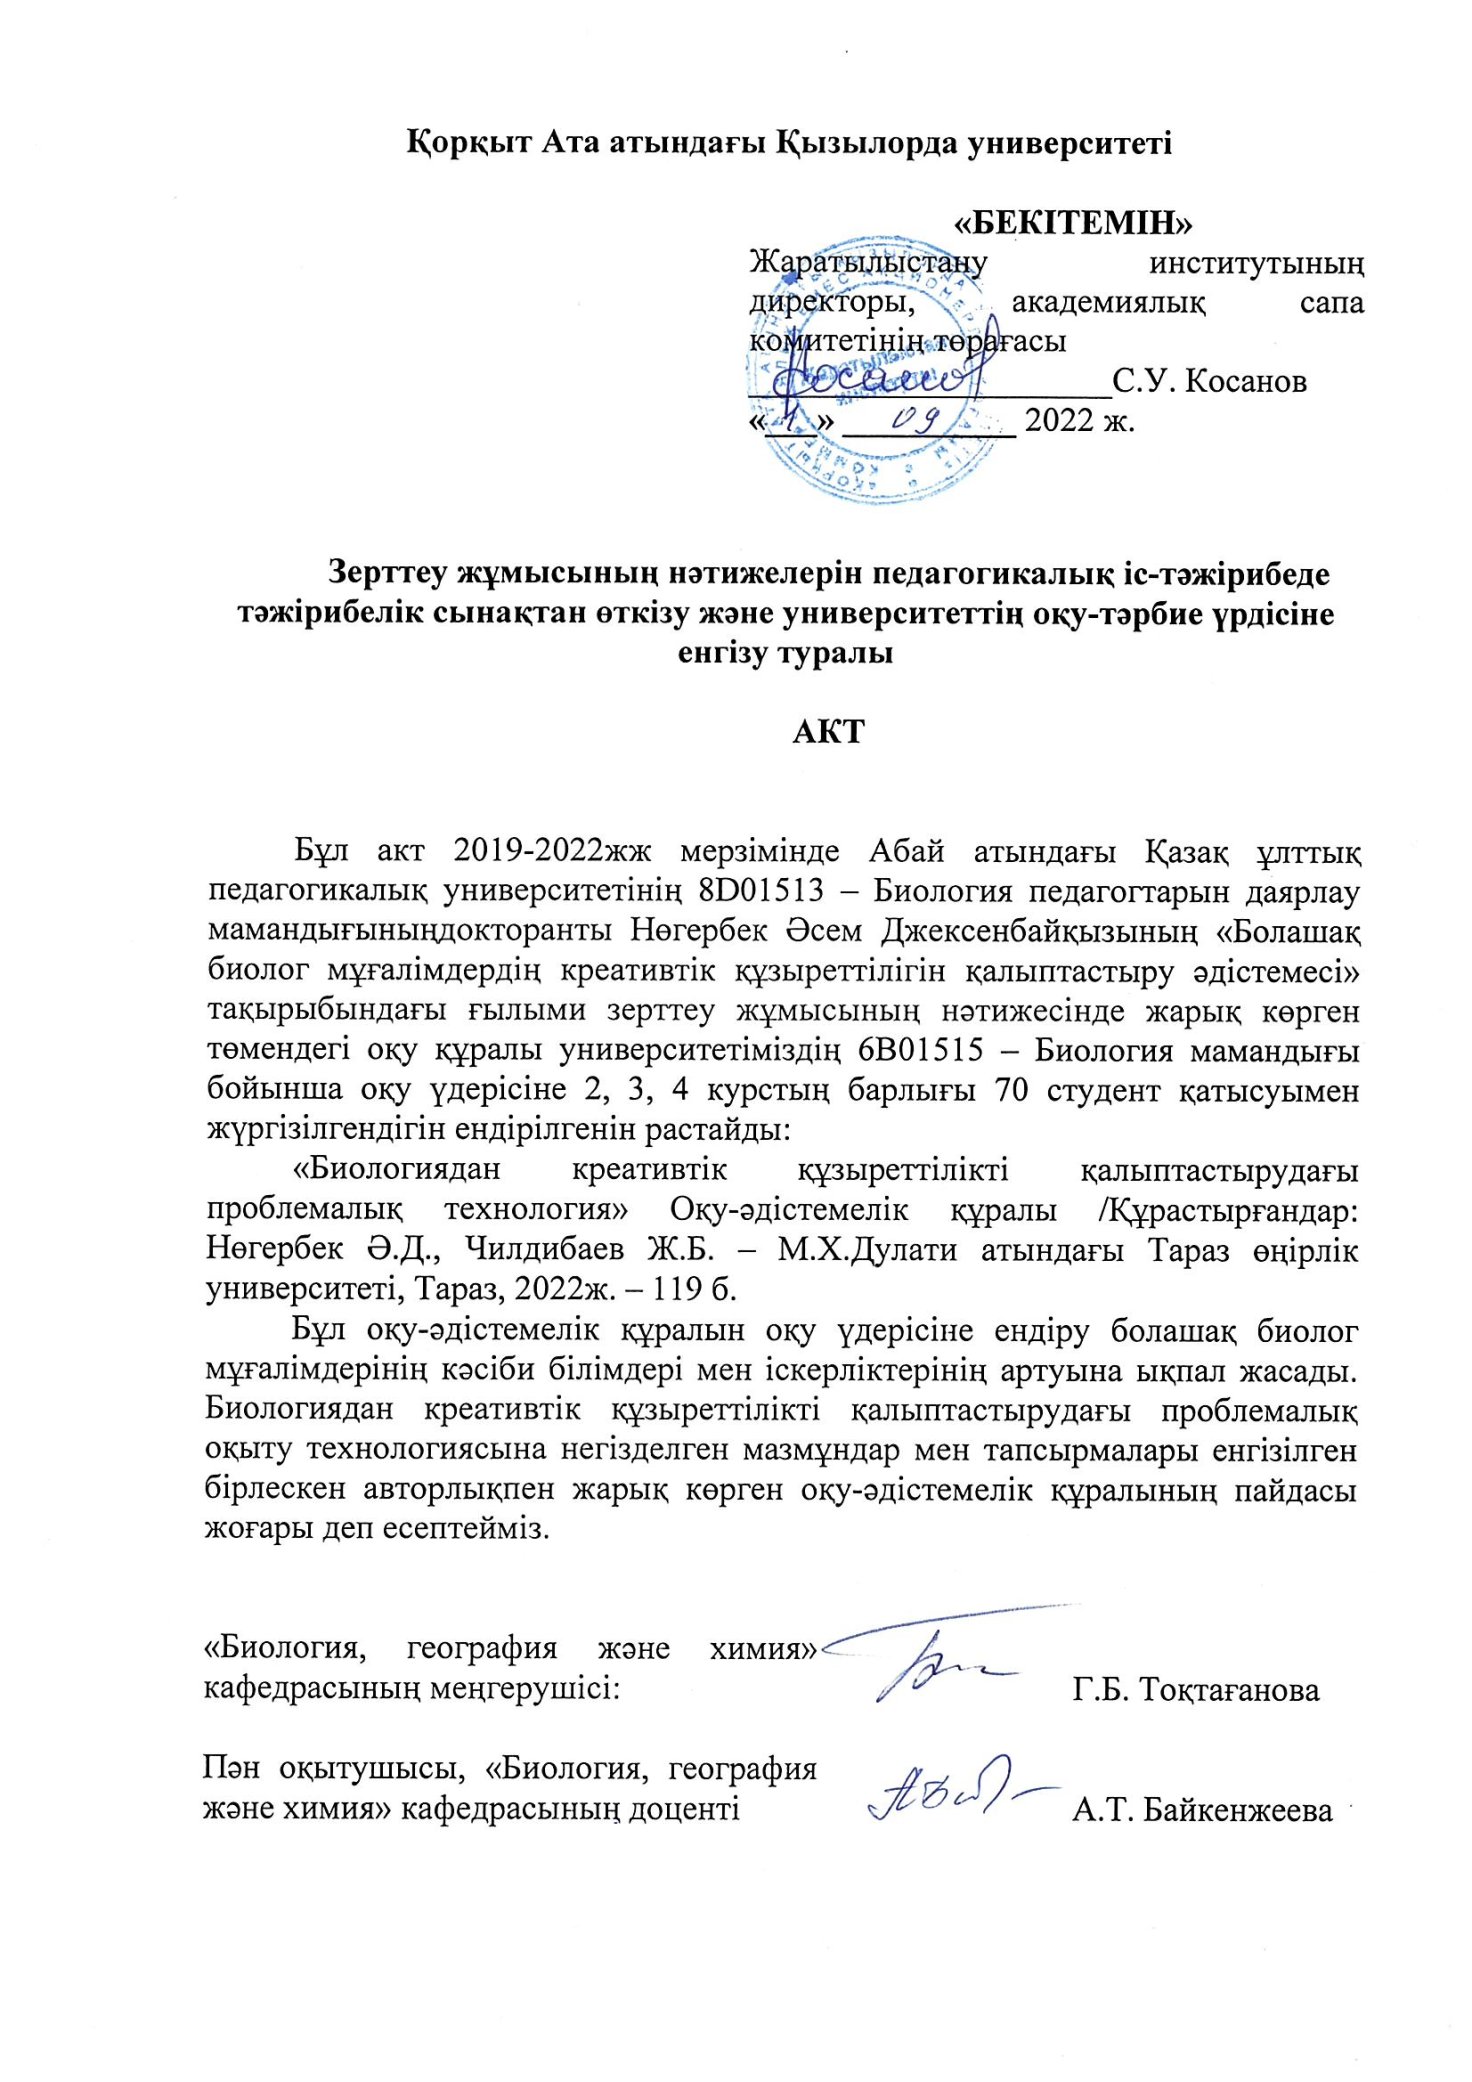 Қорқыт Ата атындағы Қызылорда университеті
«БЕКІТЕМІН»
Жаратылыстану институтының
директоры, академиялық сапа
комитетінің төрағасы
С.У. Косанов
« » 09 2022 ж.
Зерттеу жұмысының нәтижелерін педагогикалық іс-тәжірибеде
тәжірибелік сынақтан өткізу және университеттің оқу-тәрбие үрдісіне
енгізу туралы
АКТ
Бұл акт 2019-2022жж мерзімінде Абай атындағы Қазақ ұлттық
педагогикалық университетінің 8D01513 – Биология педагогтарын даярлау
мамандығыныңдокторанты Нөгербек Әсем Джексенбайқызының «Болашақ
биолог мұғалімдердің креативтік құзыреттілігін қалыптастыру әдістемесі»
тақырыбындағы ғылыми зерттеу жұмысының нәтижесінде жарық көрген
төмендегі оқу құралы университетіміздің 6В01515 – Биология мамандығы
бойынша оқу үдерісіне 2, 3, 4 курстың барлығы 70 студент қатысуымен
жүргізілгендігін ендірілгенін растайды:
«Биологиядан креативтік құзыреттілікті қалыптастырудағы
проблемалық технология» Оқу-әдістемелік құралы /Құрастырғандар:
Нөгербек Ә.Д., Чилдибаев Ж.Б. – М.Х.Дулати атындағы Тараз өңірлік
университеті, Тараз, 2022ж. – 119 б.
Бұл оқу-әдістемелік құралын оқу үдерісіне ендіру болашақ биолог
мұғалімдерінің кәсіби білімдері мен іскерліктерінің артуына ықпал жасады.
Биологиядан креативтік құзыреттілікті қалыптастырудағы проблемалық
оқыту технологиясына негізделген мазмұндар мен тапсырмалары енгізілген
бірлескен авторлықпен жарық көрген оқу-әдістемелік құралының пайдасы
жоғары деп есептейміз.
«Биология, география және химия»
кафедрасының меңгерушісі: Г.Б. Тоқтағанова
Пән оқытушысы, «Биология, география
және химия» кафедрасының доценті А.Т. Байкенжеева